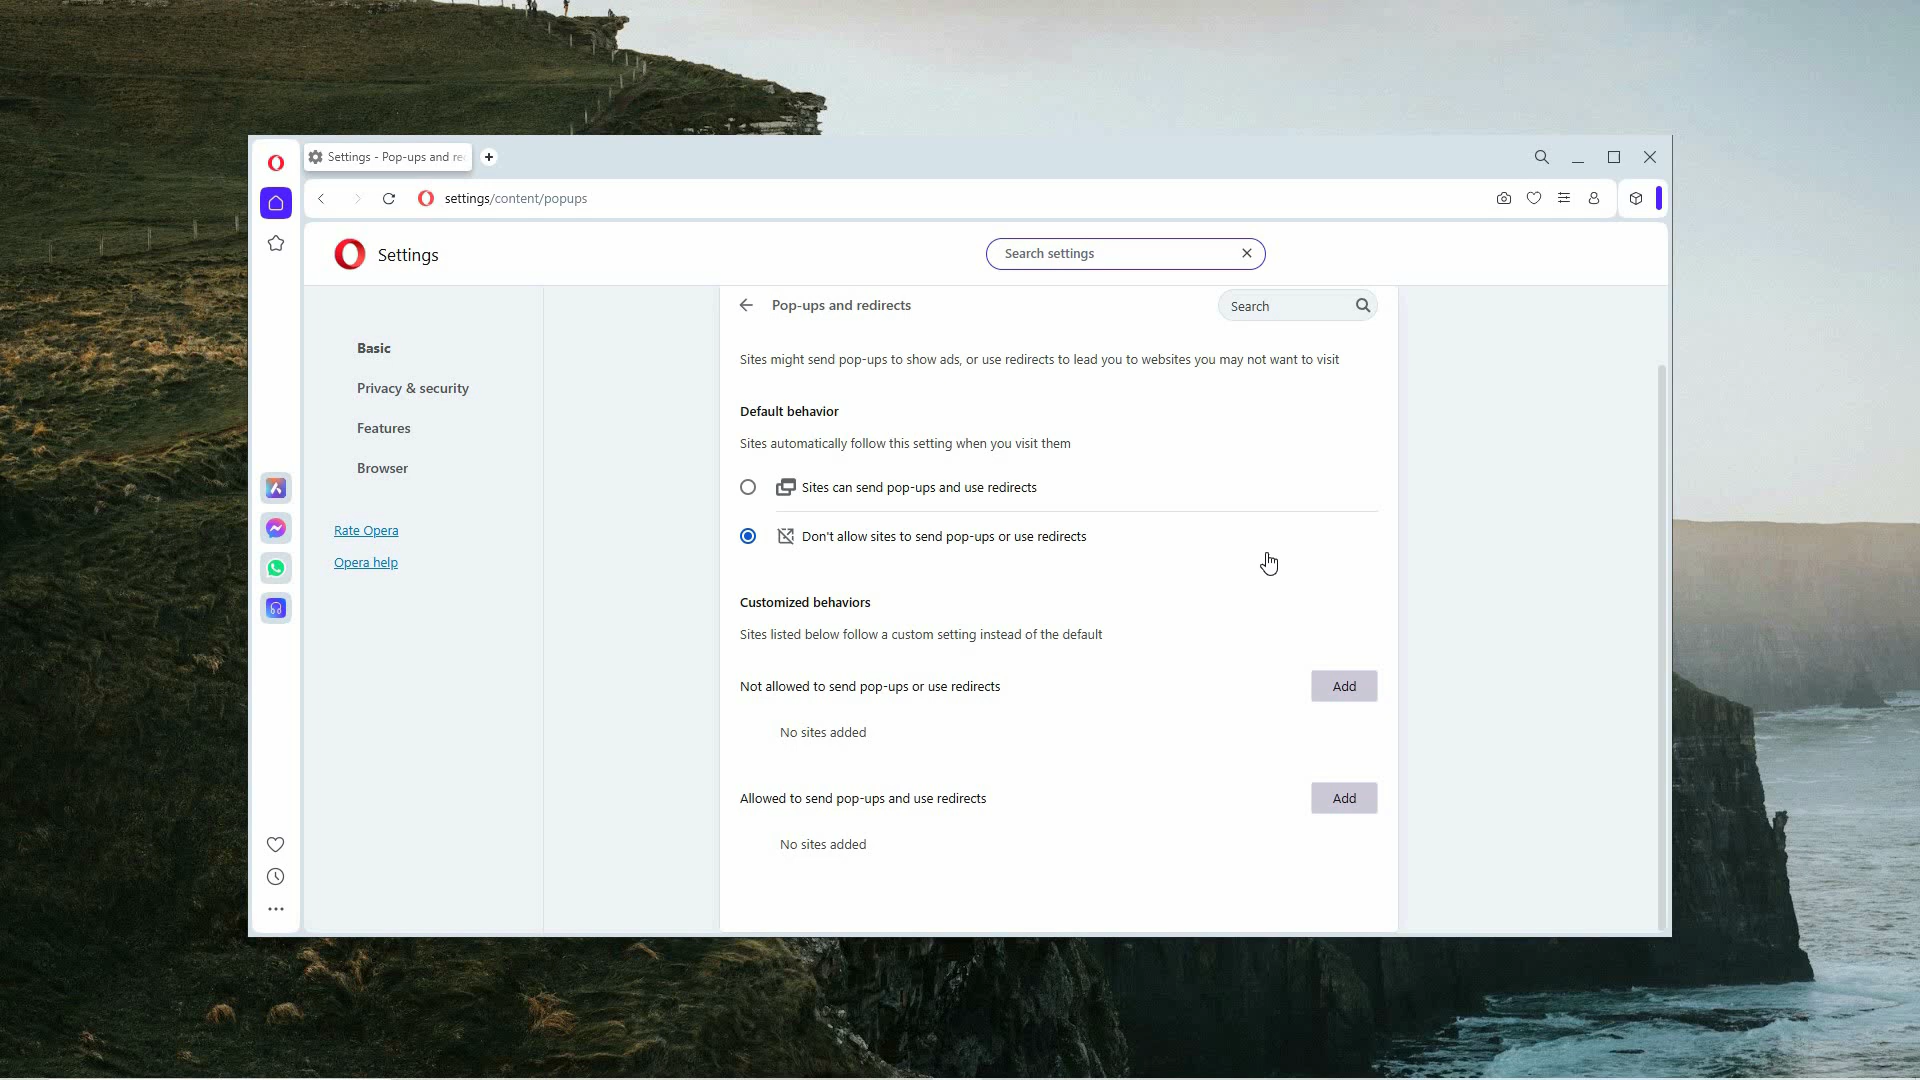 Settings - Pop-ups and re
settings/content/popups
Settings
Search settings
Pop-ups and redirects
Search
Basic
Privacy & security
Features
Browser
Rate Opera
Opera help
Sites might send pop-ups to show ads, or use redirects to lead you to websites you may not want to visit
Default behavior
Sites automatically follow this setting when you visit them
Sites can send pop-ups and use redirects
Don't allow sites to send pop-ups or use redirects
Customized behaviors
Sites listed below follow a custom setting instead of the default
Not allowed to send pop-ups or use redirects
Add
No sites added
Allowed to send pop-ups and use redirects
Add
No sites added